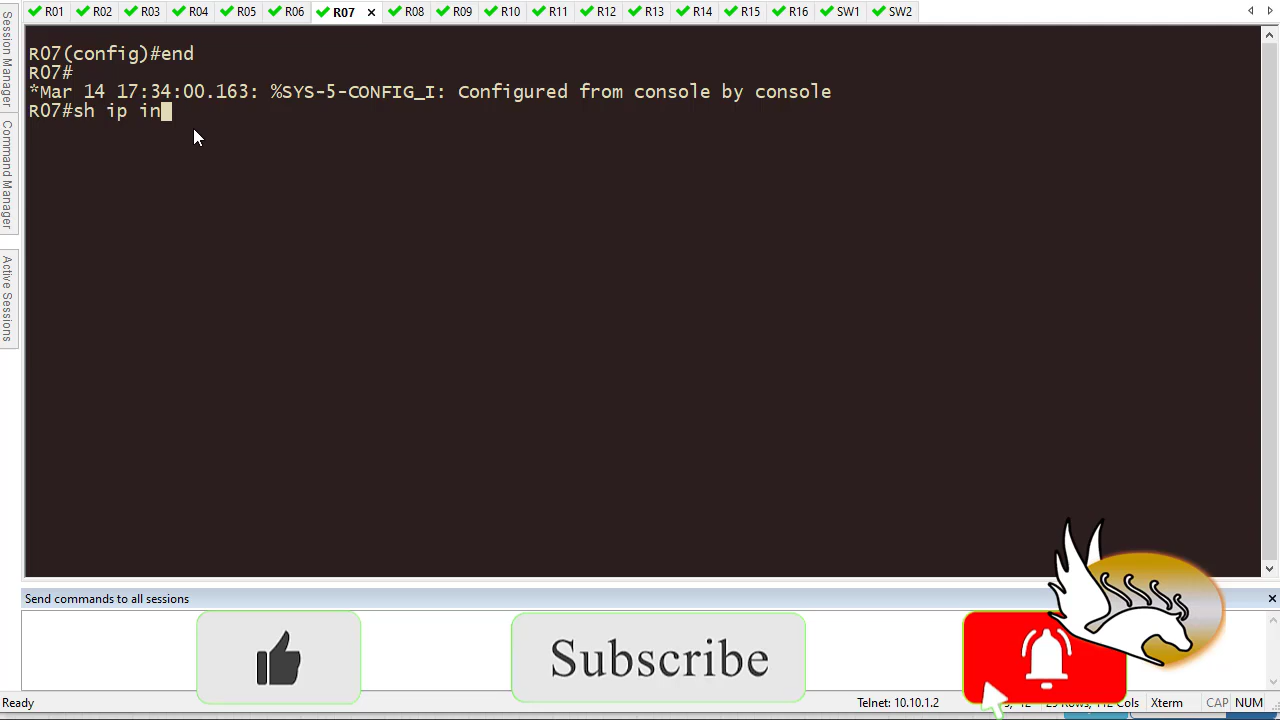 R01 R02 R03 R04 R05 R06 R07 R08 R09 R10 R11 R12 R13 R14 R15 R16 SW1 SW2
Session Manager
Command Manager
Active Sessions
R07(config)#end
R07#
*Mar 14 17:34:00.163: %SYS-5-CONFIG_I: Configured from console by console
R07#sh ip in
Send commands to all sessions
Subscribe
Ready Telnet: 10.10.1.2 Xterm CAP NUM